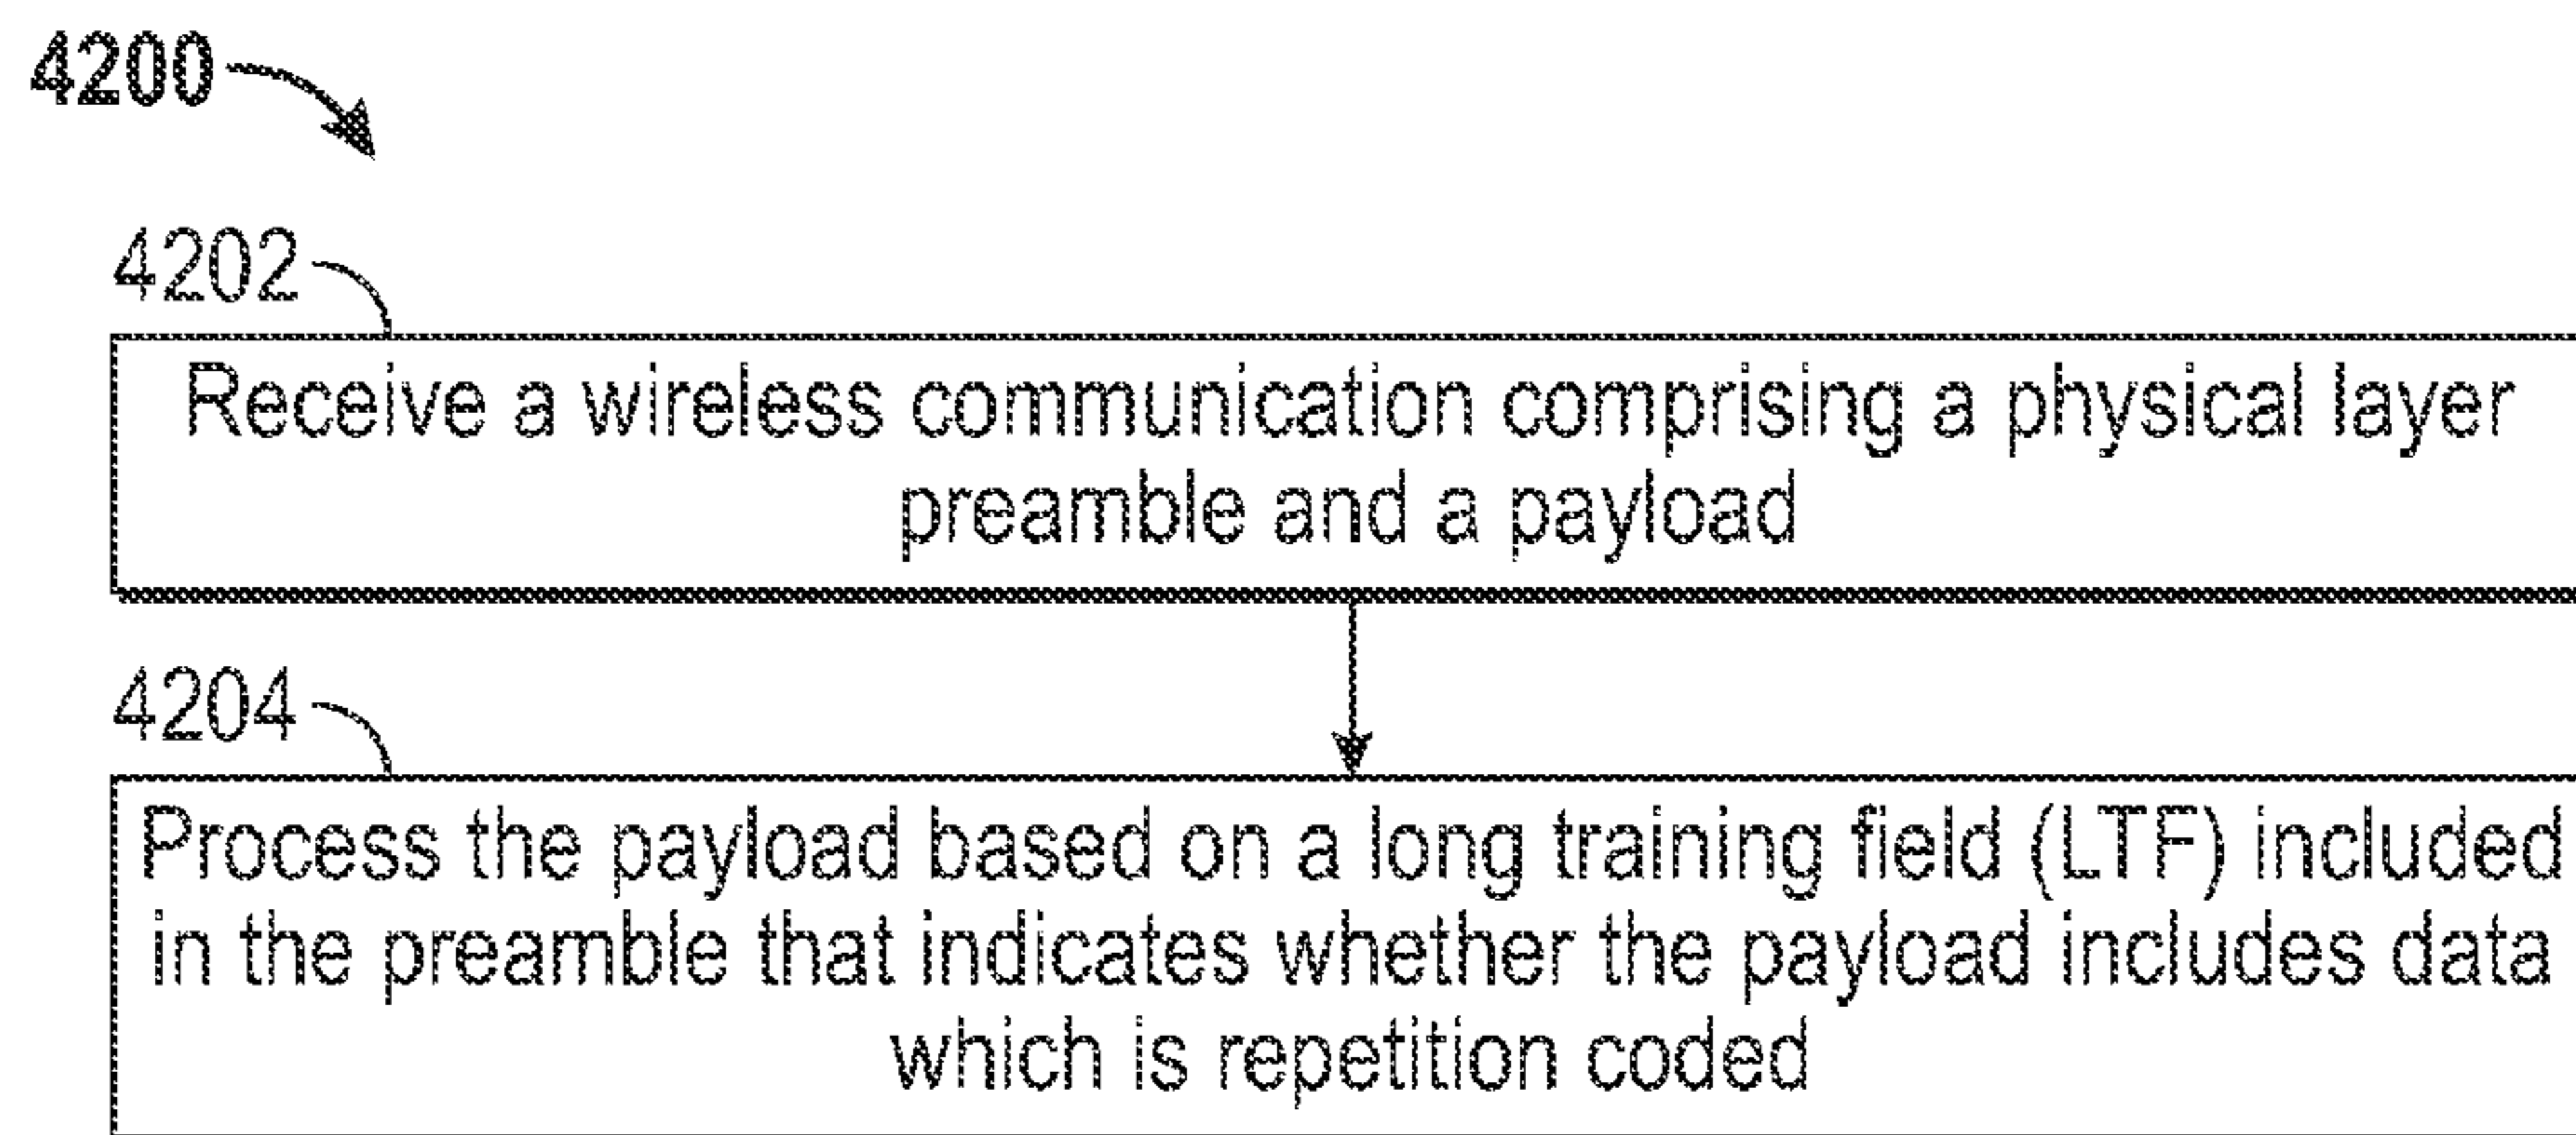 4200
4202
Receive a wireless communication comprising a physical layer
preamble and a payload
4204
Process the payload based on a long training field (LTF) included
in the preamble that indicates whether the payload includes data
which is repetition coded